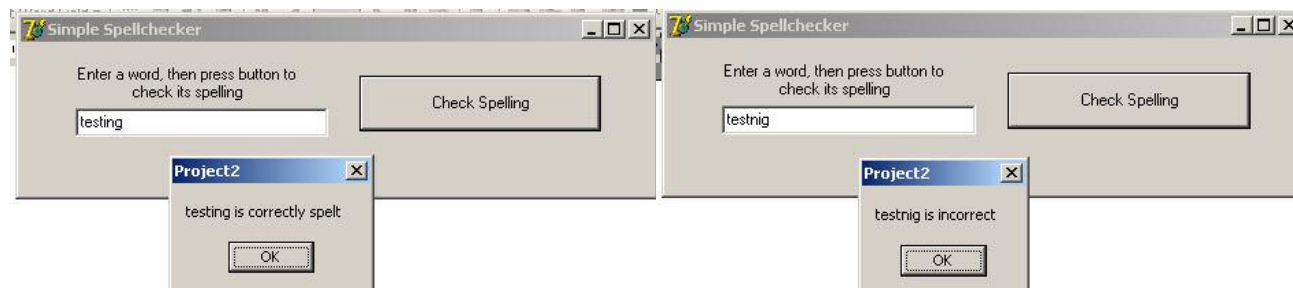 Simple Spellchecker
Enter a word, then press button to
check its spelling
Check Spelling
testing
Project2
testing is correctly spelt
OK
Simple Spellchecker
Enter a word, then press button to
check its spelling
Check Spelling
testnig
Project2
testnig is incorrect
OK